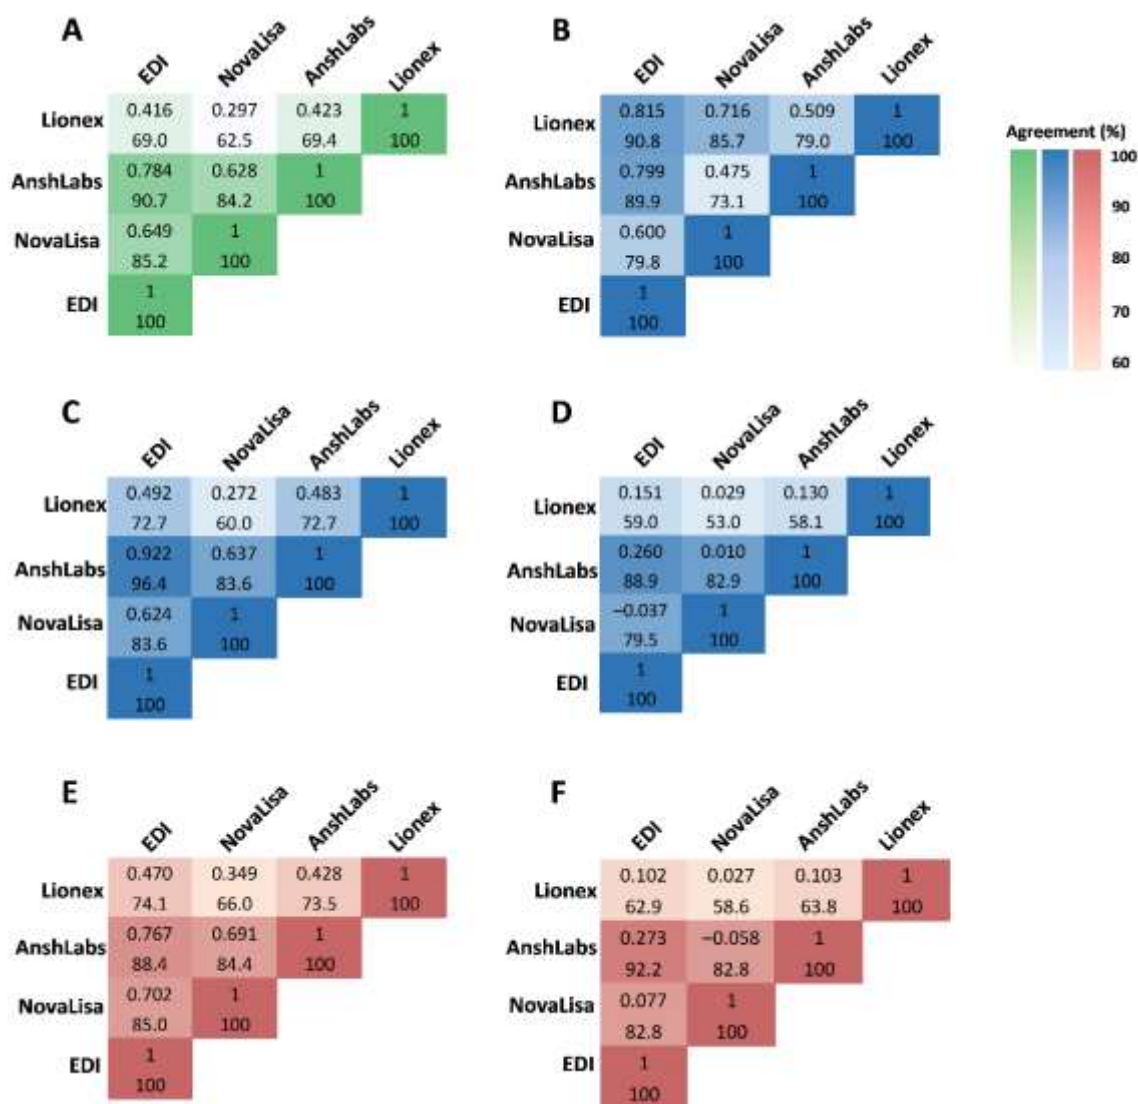 A
EDI NovaLisa AnshLabs Lionex
Lionex 0.416 0.297 0.423 1
69.0 62.5 69.4 100
AnshLabs 0.784 0.628 1
90.7 84.2 100
NovaLisa 0.649 1
85.2 100
EDI 1
100
B
EDI NovaLisa AnshLabs Lionex
Lionex 0.815 0.716 0.509 1
90.8 85.7 79.0 100
AnshLabs 0.799 0.475 1
89.9 73.1 100
NovaLisa 0.600 1
79.8 100
EDI 1
100
Agreement (%)
100
90
80
70
60
C
EDI NovaLisa AnshLabs Lionex
Lionex 0.492 0.272 0.483 1
72.7 60.0 72.7 100
AnshLabs 0.922 0.637 1
96.4 83.6 100
NovaLisa 0.624 1
83.6 100
EDI 1
100
D
EDI NovaLisa AnshLabs Lionex
Lionex 0.151 0.029 0.130 1
59.0 53.0 58.1 100
AnshLabs 0.260 0.010 1
88.9 82.9 100
NovaLisa −0.037 1
79.5 100
EDI 1
100
E
EDI NovaLisa AnshLabs Lionex
Lionex 0.470 0.349 0.428 1
74.1 66.0 73.5 100
AnshLabs 0.767 0.691 1
88.4 84.4 100
NovaLisa 0.702 1
85.0 100
EDI 1
100
F
EDI NovaLisa AnshLabs Lionex
Lionex 0.102 0.027 0.103 1
62.9 58.6 63.8 100
AnshLabs 0.273 −0.058 1
92.2 82.8 100
NovaLisa 0.077 1
82.8 100
EDI 1
100